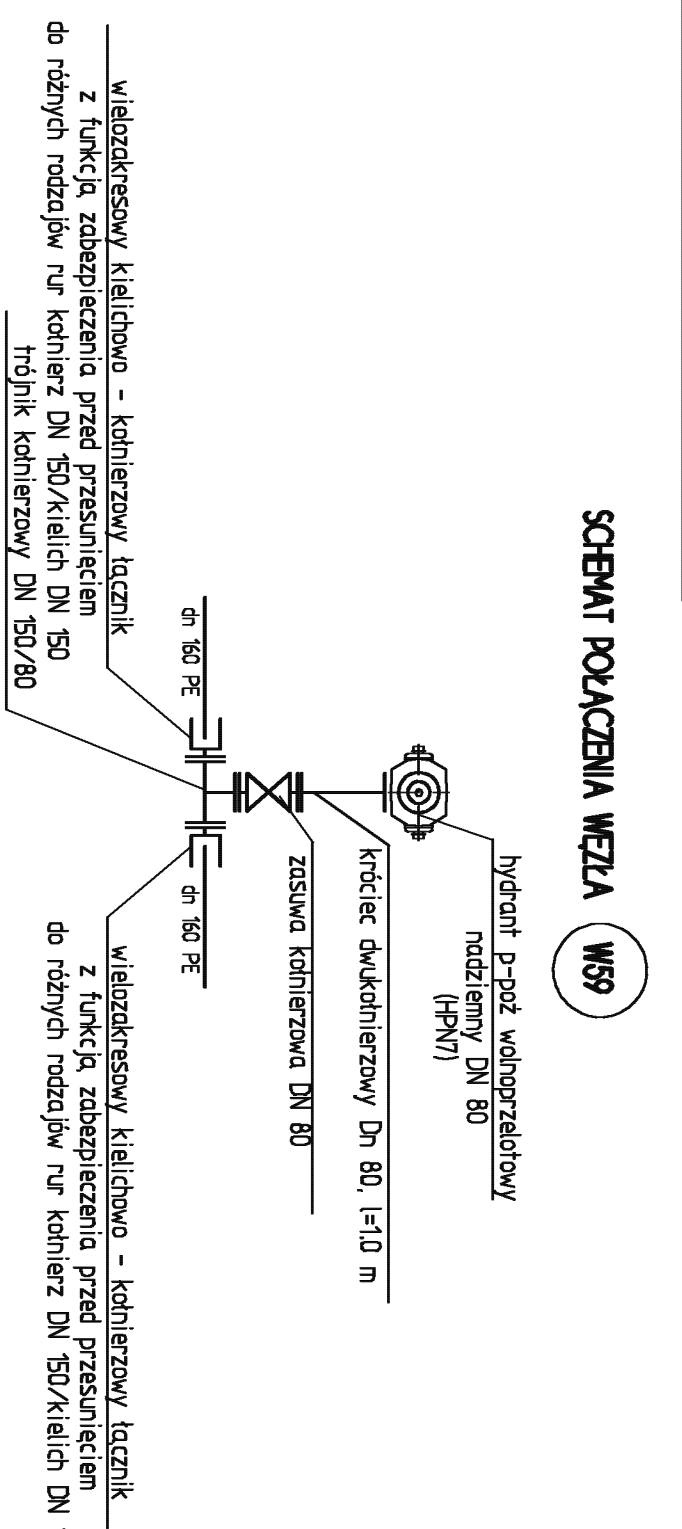 SCHEMAT POŁĄCZENIA WĘZŁA W59
hydrant p-poż wolnoprzelotowy
nadziemny DN 80
(HPN7)
króciec dwukołnierzowy Dn 80, l=1.0 m
zasuwa kołnierzowa DN 80
dn 160 PE
dn 160 PE
wielozakresowy kielichowo - kołnierzowy łącznik
z funkcją zabezpieczenia przed przesunięciem
do różnych rodzajów rur kołnierz DN 150/kielich DN 150
trójnik kołnierzowy DN 150/80
wielozakresowy kielichowo - kołnierzowy łącznik
z funkcją zabezpieczenia przed przesunięciem
do różnych rodzajów rur kołnierz DN 150/kielich DN